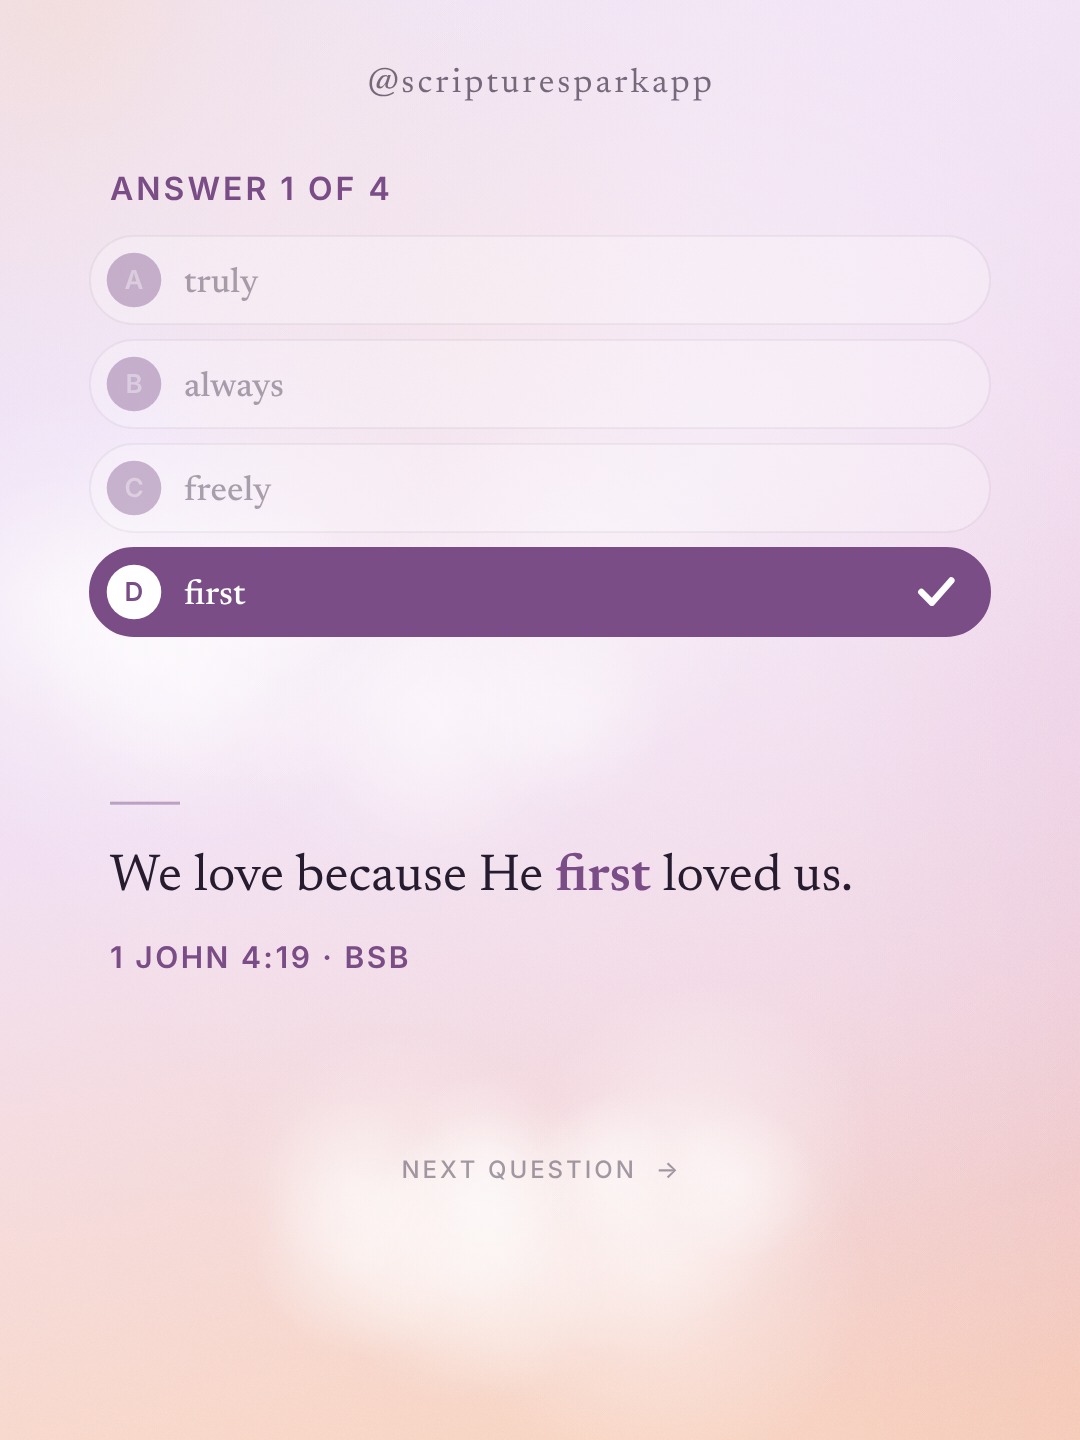 @scripturesparkapp
ANSWER 1 OF 4
A truly
B always
C freely
D first
We love because He first loved us.
1 JOHN 4:19 · BSB
NEXT QUESTION →